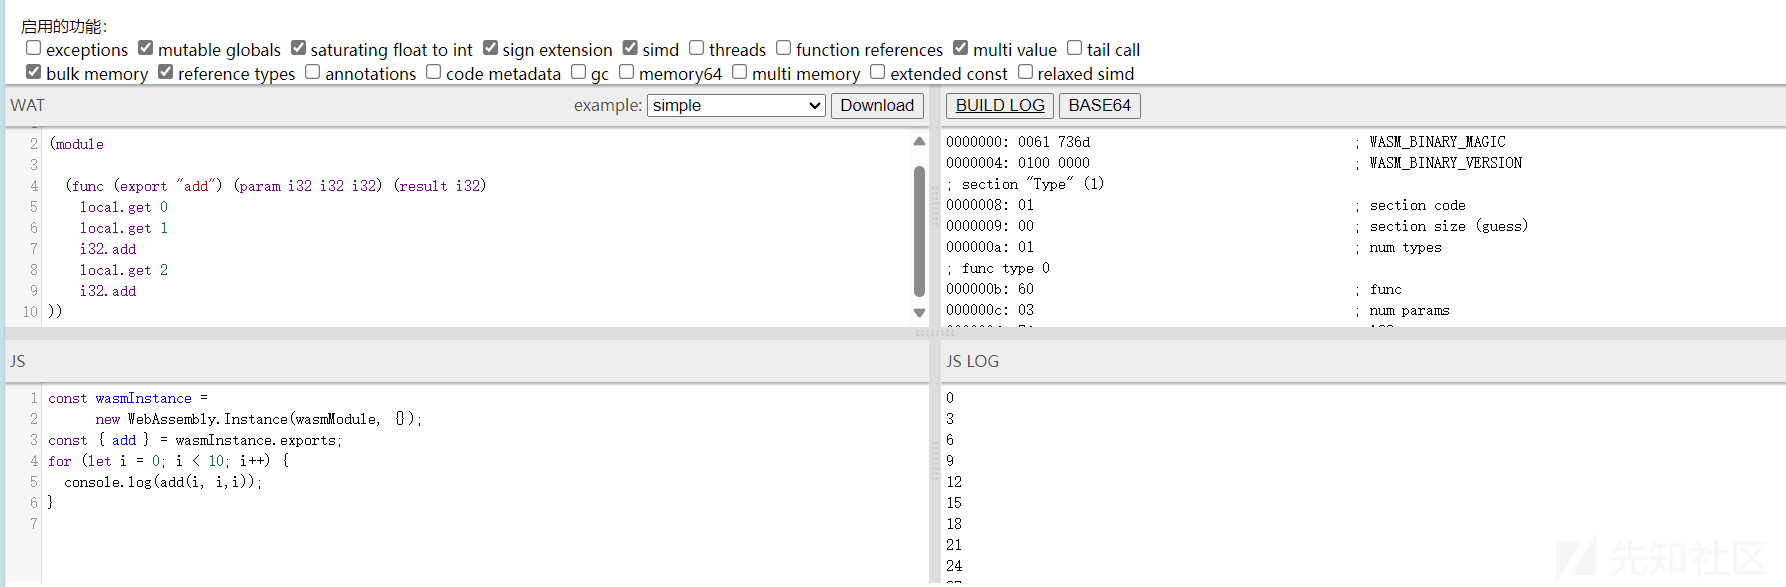 启用的功能:
exceptions mutable globals saturating float to int sign extension simd threads function references multi value tail call
bulk memory reference types annotations code metadata gc memory64 multi memory extended const relaxed simd
WAT example: simple Download
2 (module
3
4 (func (export "add") (param i32 i32 i32) (result i32)
5 local.get 0
6 local.get 1
7 i32.add
8 local.get 2
9 i32.add
10 ))
BUILD LOG BASE64
0000000: 0061 736d ; WASM_BINARY_MAGIC
0000004: 0100 0000 ; WASM_BINARY_VERSION
; section "Type" (1)
0000008: 01 ; section code
0000009: 00 ; section size (guess)
000000a: 01 ; num types
; func type 0
000000b: 60 ; func
000000c: 03 ; num params
JS
1 const wasmInstance =
2 new WebAssembly.Instance(wasmModule, {});
3 const { add } = wasmInstance.exports;
4 for (let i = 0; i < 10; i++) {
5 console.log(add(i, i,i));
6 }
7
JS LOG
0
3
6
9
12
15
18
21
24
先知社区